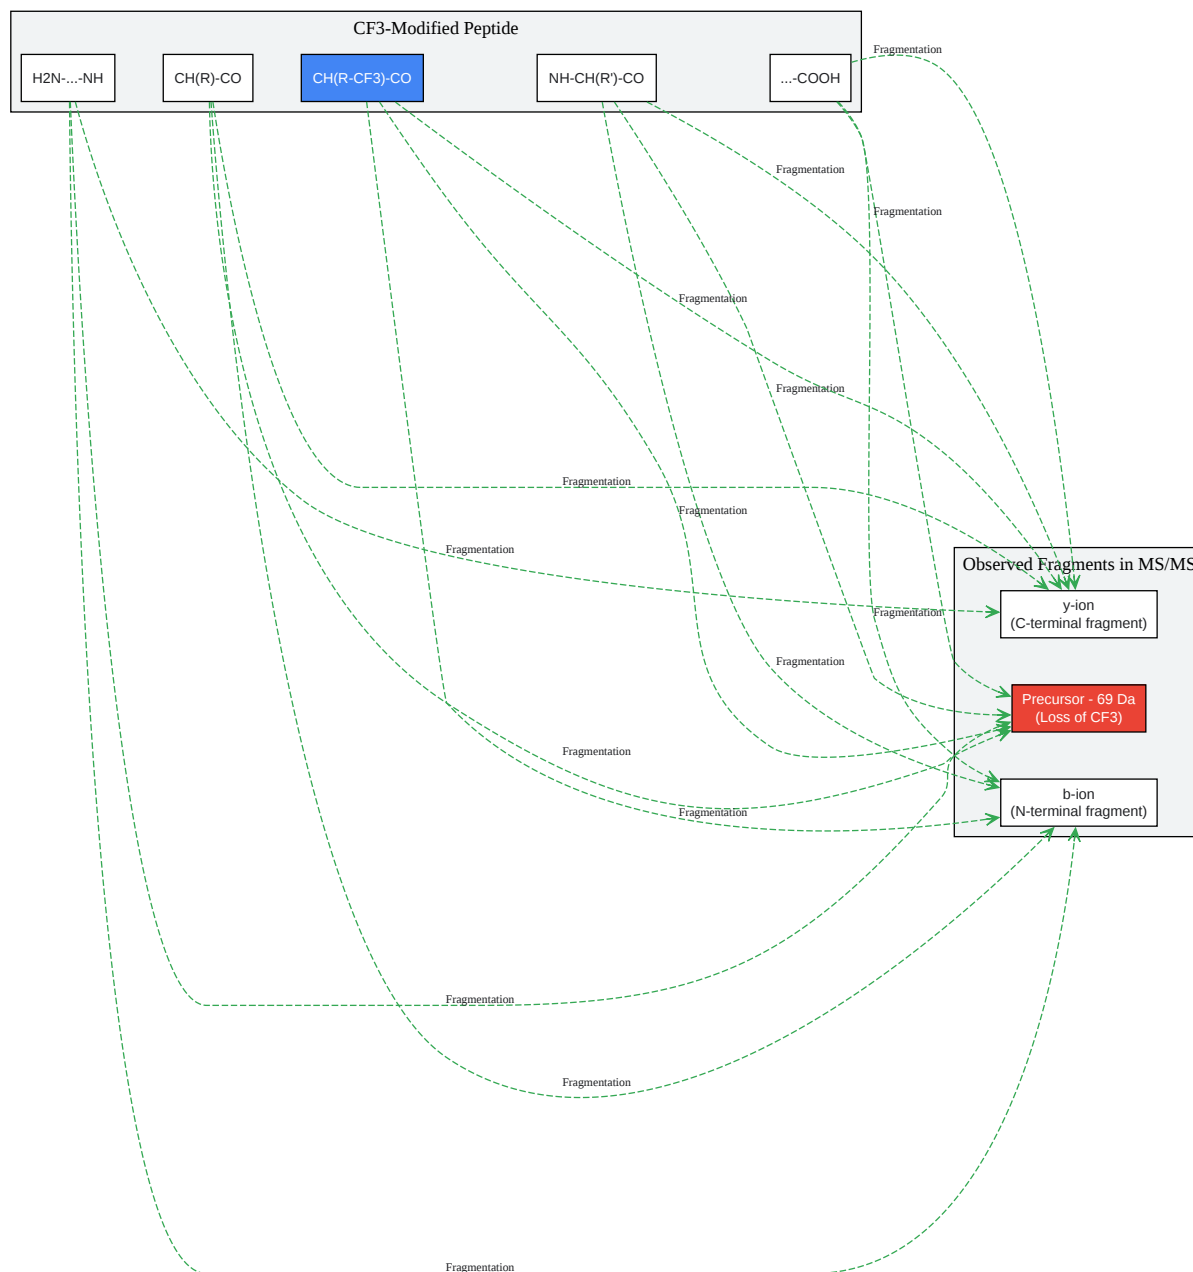 CF3-Modified Peptide
H2N-...-NH
CH(R)-CO
CH(R-CF3)-CO
NH-CH(R')-CO
...-COOH
Fragmentation
Fragmentation
Fragmentation
Fragmentation
Fragmentation
Fragmentation
Fragmentation
Fragmentation
Observed Fragments in MS/MS
y-ion
(C-terminal fragment)
Fragmentation
Fragmentation
Precursor - 69 Da
(Loss of CF3)
Fragmentation
b-ion
(N-terminal fragment)
Fragmentation
Fragmentation
Fragmentation
Fragmentation